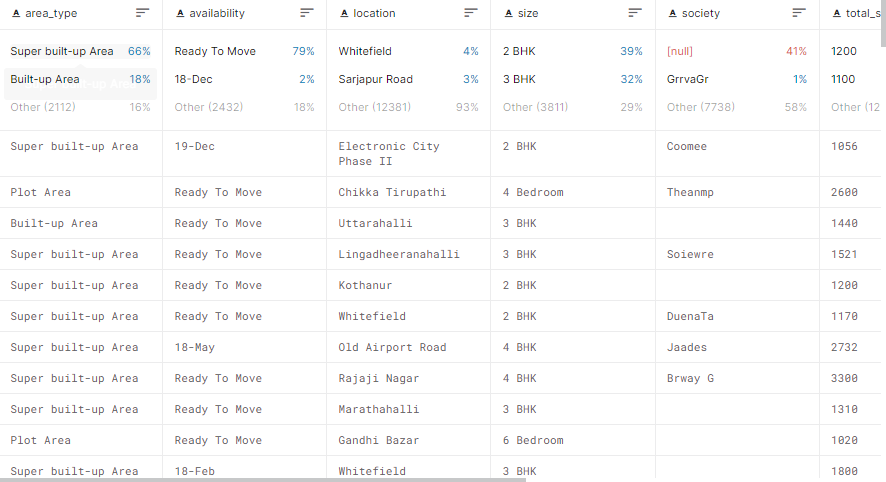 area_type availability location size society total_s
Super built-up Area 66% Ready To Move 79% Whitefield 4% 2 BHK 39% [null] 41% 1200
Built-up Area 18% 18-Dec 2% Sarjapur Road 3% 3 BHK 32% GrrvaGr 1% 1100
Other (2112) 16% Other (2432) 18% Other (12381) 93% Other (3811) 29% Other (7738) 58% Other (12
Super built-up Area 19-Dec Electronic City 2 BHK Coomee 1056
Phase II
Plot Area Ready To Move Chikka Tirupathi 4 Bedroom Theanmp 2600
Built-up Area Ready To Move Uttarahalli 3 BHK 1440
Super built-up Area Ready To Move Lingadheeranahalli 3 BHK Soiewre 1521
Super built-up Area Ready To Move Kothanur 2 BHK 1200
Super built-up Area Ready To Move Whitefield 2 BHK DuenaTa 1170
Super built-up Area 18-May Old Airport Road 4 BHK Jaades 2732
Super built-up Area Ready To Move Rajaji Nagar 4 BHK Brway G 3300
Super built-up Area Ready To Move Marathahalli 3 BHK 1310
Plot Area Ready To Move Gandhi Bazar 6 Bedroom 1020
Super built-up Area 18-Feb Whitefield 3 BHK 1800